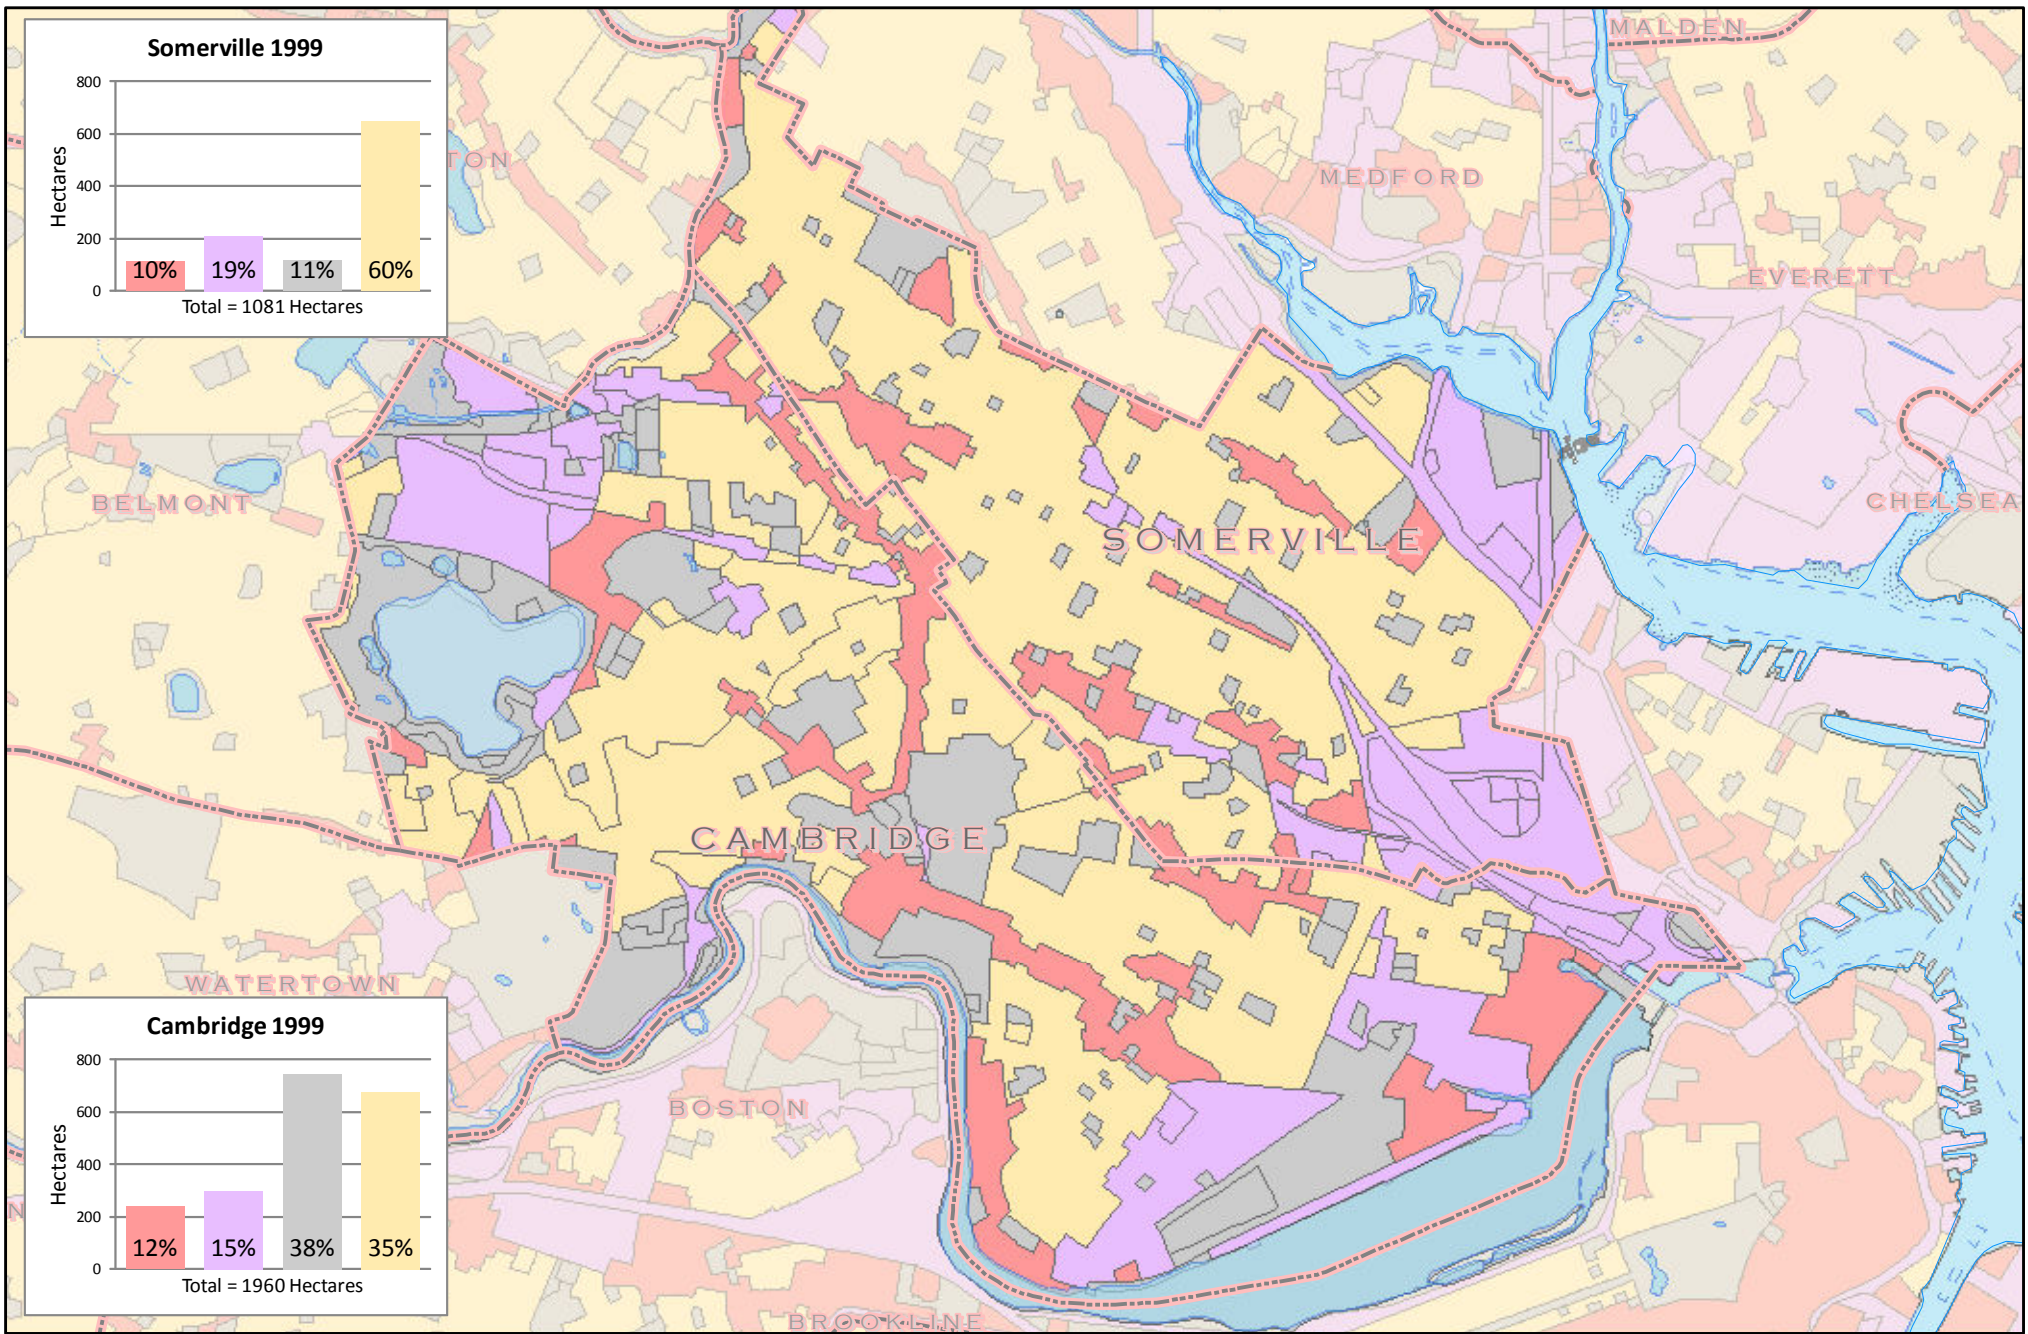 Somerville 1999
800
600
400
200
0
Hectares
10%
19%
11%
60%
Total = 1081 Hectares
TON
MALDEN
MEDFORD
EVERETT
CHELSEA
BELMONT
SOMERVILLE
CAMBRIDGE
WATERTOWN
BOSTON
BROOKLINE
N
Cambridge 1999
800
600
400
200
0
Hectares
12%
15%
38%
35%
Total = 1960 Hectares